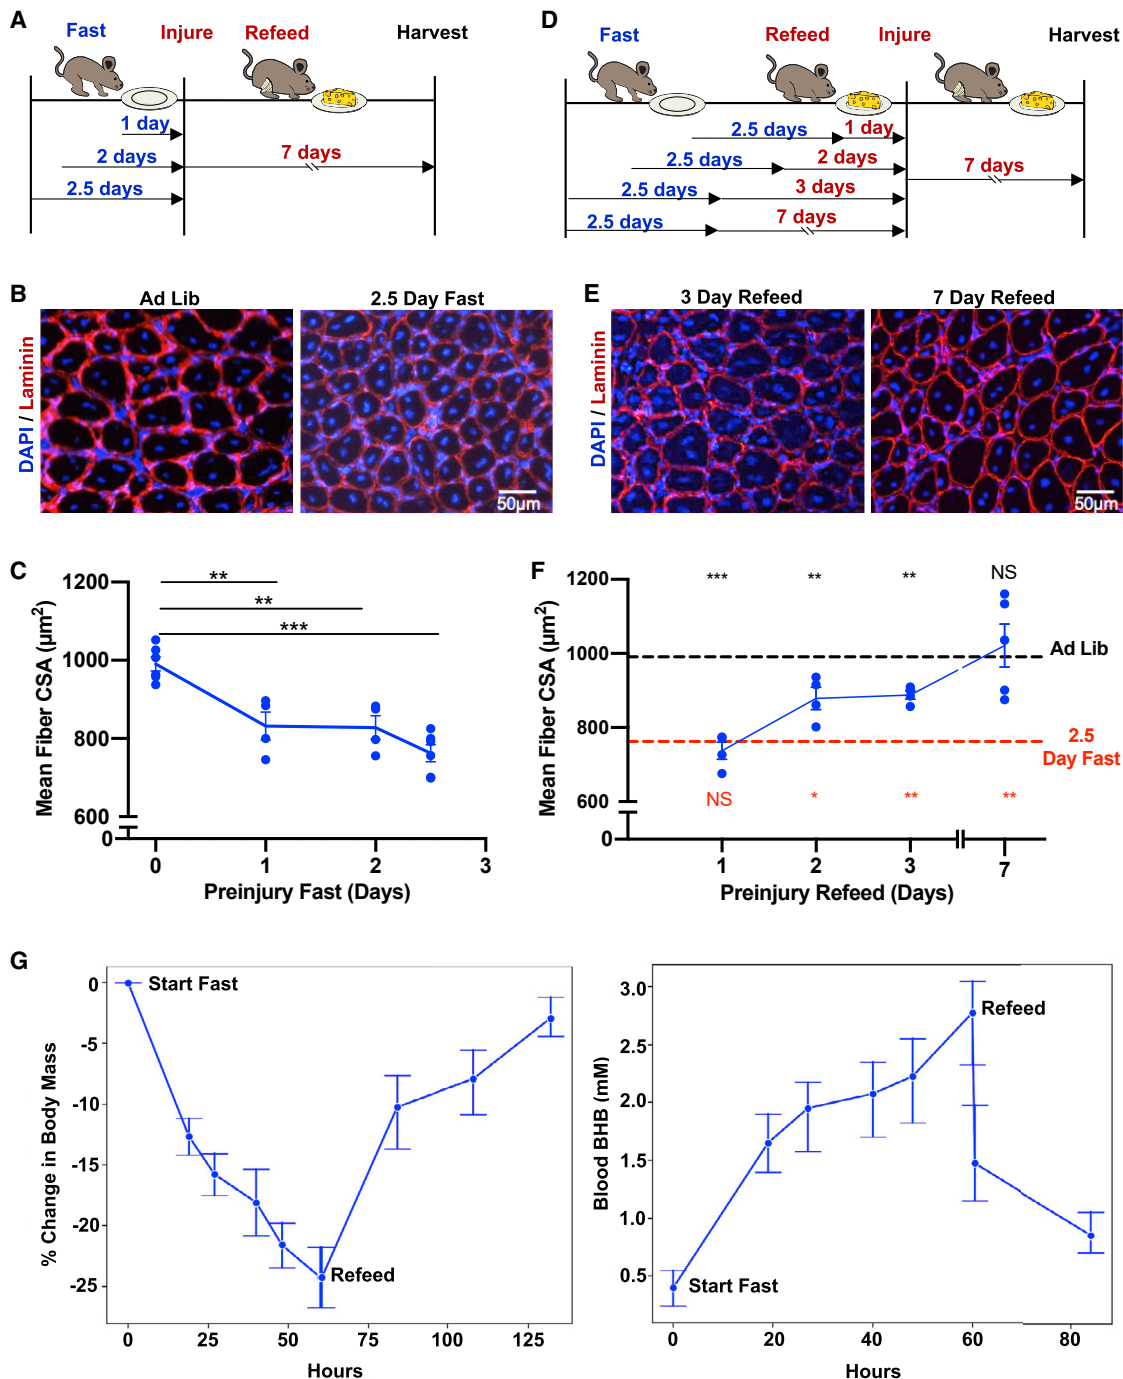 A
Fast
Injure
Refeed
Harvest
1 day
2 days
7 days
2.5 days
D
Fast
Refeed
Injure
Harvest
2.5 days
1 day
2.5 days
2 days
7 days
2.5 days
3 days
2.5 days
7 days
B
Ad Lib
2.5 Day Fast
DAPI / Laminin
50µm
E
3 Day Refeed
7 Day Refeed
DAPI / Laminin
50µm
C
Mean Fiber CSA (µm²)
1200
1000
800
600
0
**
**
***
0
1
2
3
Preinjury Fast (Days)
F
Mean Fiber CSA (µm²)
1200
1000
800
600
0
***
**
**
NS
Ad Lib
2.5
Day Fast
NS
*
**
**
1
2
3
7
Preinjury Refeed (Days)
G
% Change in Body Mass
0
-5
-10
-15
-20
-25
Start Fast
Refeed
0
25
50
75
100
125
Hours
Blood BHB (mM)
3.0
2.5
2.0
1.5
1.0
0.5
Refeed
Start Fast
0
20
40
60
80
Hours